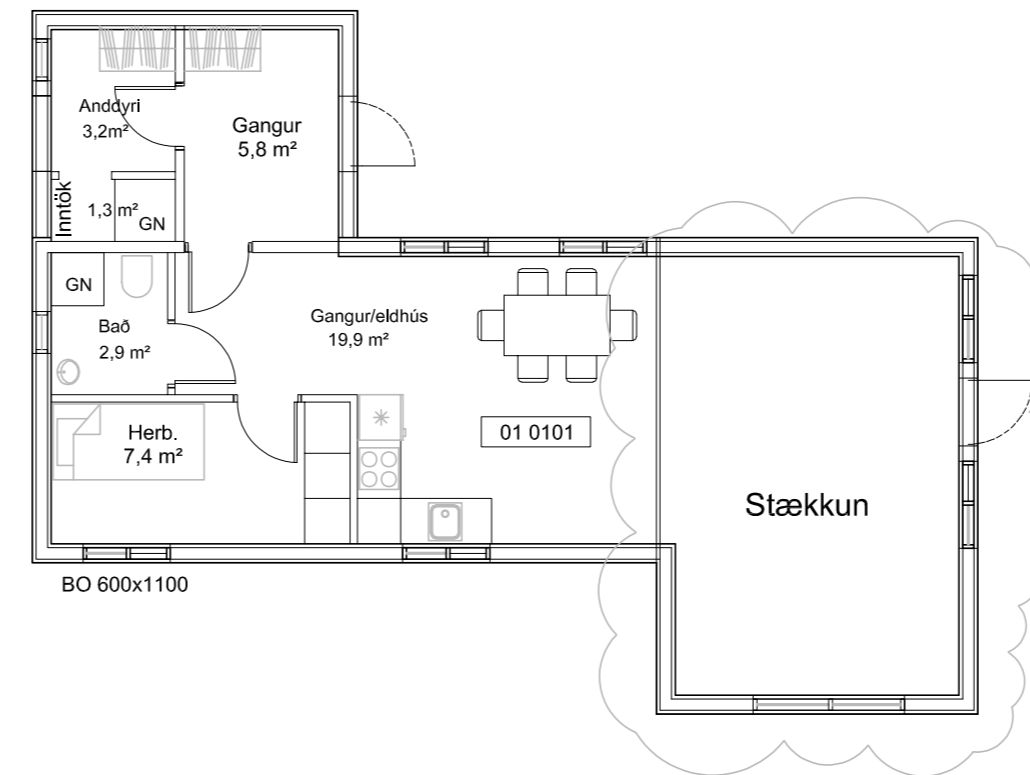 Anddyri
3,2m²
Gangur
5,8 m²
Inntök
1,3 m²
GN
GN
Bað
2,9 m²
Gangur/eldhús
19,9 m²
Herb.
7,4 m²
01 0101
Stækkun
BO 600x1100